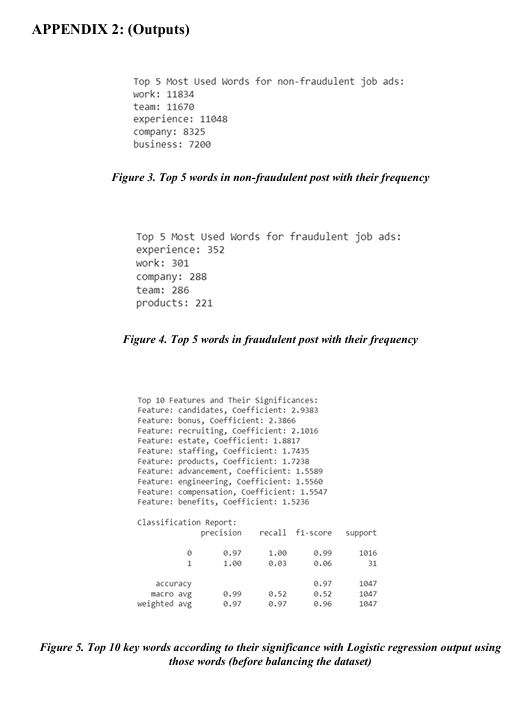 APPENDIX 2: (Outputs)
Top 5 Most Used Words for non-fraudulent job ads:
work: 11834
team: 11670
experience: 11048
company: 8325
business: 7200
Figure 3. Top 5 words in non-fraudulent post with their frequency
Top 5 Most Used Words for fraudulent job ads:
experience: 352
work: 301
company: 288
team: 286
products: 221
Figure 4. Top 5 words in fraudulent post with their frequency
Top 10 Features and Their Significances:
Feature: candidates, Coefficient: 2.9383
Feature: bonus, Coefficient: 2.3866
Feature: recruiting, Coefficient: 2.1016
Feature: estate, Coefficient: 1.8817
Feature: staffing, Coefficient: 1.7435
Feature: products, Coefficient: 1.7238
Feature: advancement, Coefficient: 1.5589
Feature: engineering, Coefficient: 1.5560
Feature: compensation, Coefficient: 1.5547
Feature: benefits, Coefficient: 1.5236
Classification Report:
precision recall f1-score support
0 0.97 1.00 0.99 1016
1 1.00 0.03 0.06 31
accuracy 0.97 1047
macro avg 0.99 0.52 0.52 1047
weighted avg 0.97 0.97 0.96 1047
Figure 5. Top 10 key words according to their significance with Logistic regression output using
those words (before balancing the dataset)